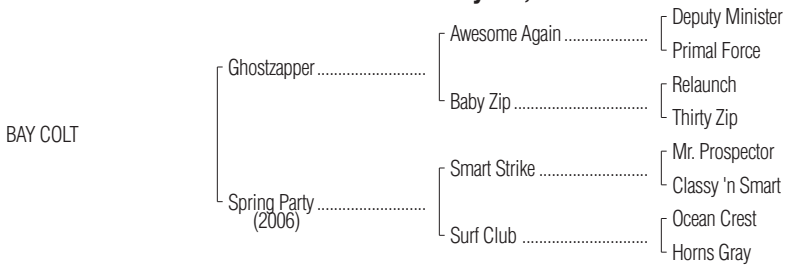 Deputy Minister
Awesome Again ....................
Primal Force
Ghostzapper ..........................
Relaunch
Baby Zip ................................
Thirty Zip
BAY COLT
Mr. Prospector
Smart Strike ..........................
Classy 'n Smart
Spring Party ..........................
(2006)
Ocean Crest
Surf Club ..............................
Horns Gray